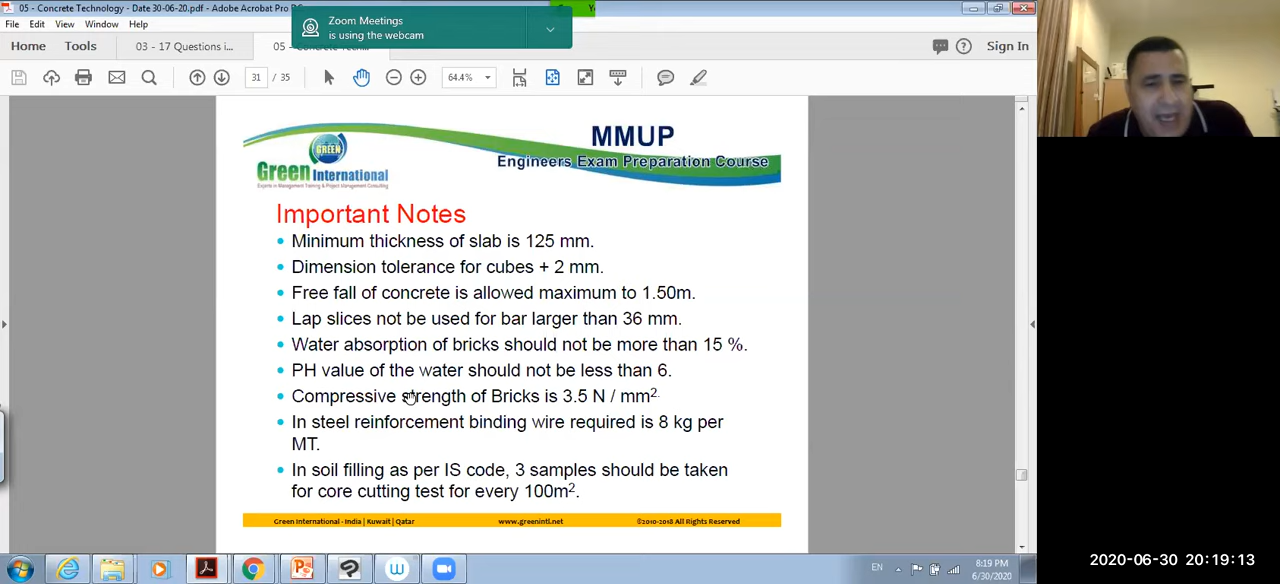 05 - Concrete Technology - Date 30-06-20.pdf - Adobe Acrobat Pro
Zoom Meetings
is using the webcam
File Edit View Window Help
Home Tools 03 - 17 Questions i...
Sign In
31 / 35 64.4%
GREEN
Green International
Experts in Management Training & Project Management Consulting
MMUP
Engineers Exam Preparation Course
Important Notes
• Minimum thickness of slab is 125 mm.
• Dimension tolerance for cubes + 2 mm.
• Free fall of concrete is allowed maximum to 1.50m.
• Lap slices not be used for bar larger than 36 mm.
• Water absorption of bricks should not be more than 15 %.
• PH value of the water should not be less than 6.
• Compressive strength of Bricks is 3.5 N / mm².
• In steel reinforcement binding wire required is 8 kg per
MT.
• In soil filling as per IS code, 3 samples should be taken
for core cutting test for every 100m².
Green International - India | Kuwait | Qatar www.greenintl.net ©2010-2018 All Rights Reserved
EN 8:19 PM
6/30/2020
2020-06-30 20:19:13